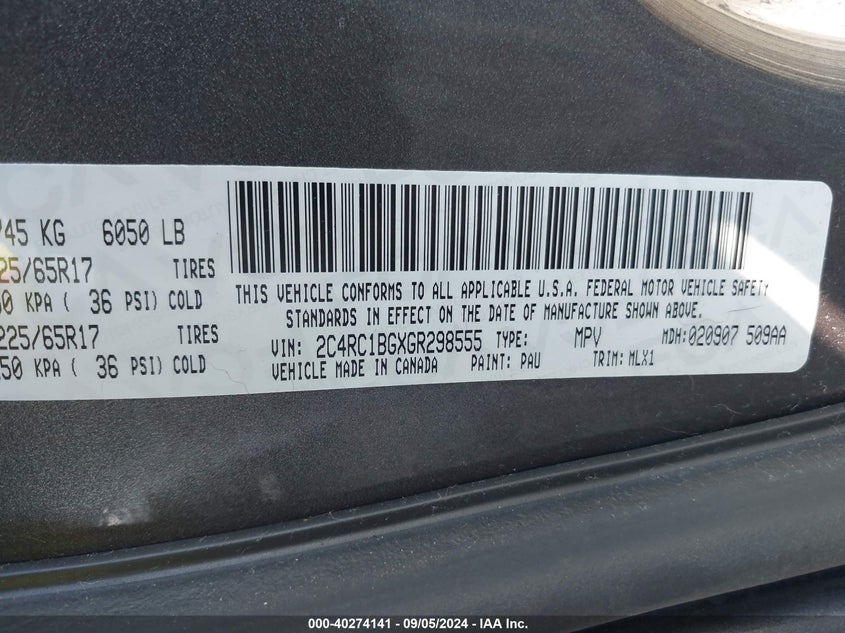 745 KG 6050 LB
225/65R17 TIRES
250 KPA ( 36 PSI) COLD
225/65R17
250 KPA ( 36 PSI) COLD
THIS VEHICLE CONFORMS TO ALL APPLICABLE U.S.A. FEDERAL MOTOR VEHICLE SAFETY
STANDARDS IN EFFECT ON THE DATE OF MANUFACTURE SHOWN ABOVE.
VIN: 2C4RC1BGXGR298555 TYPE: MPV MDH:020907 509AA
VEHICLE MADE IN CANADA PAINT: PAU TRIM: MLX1
000-40274141 - 09/05/2024 - IAA Inc.